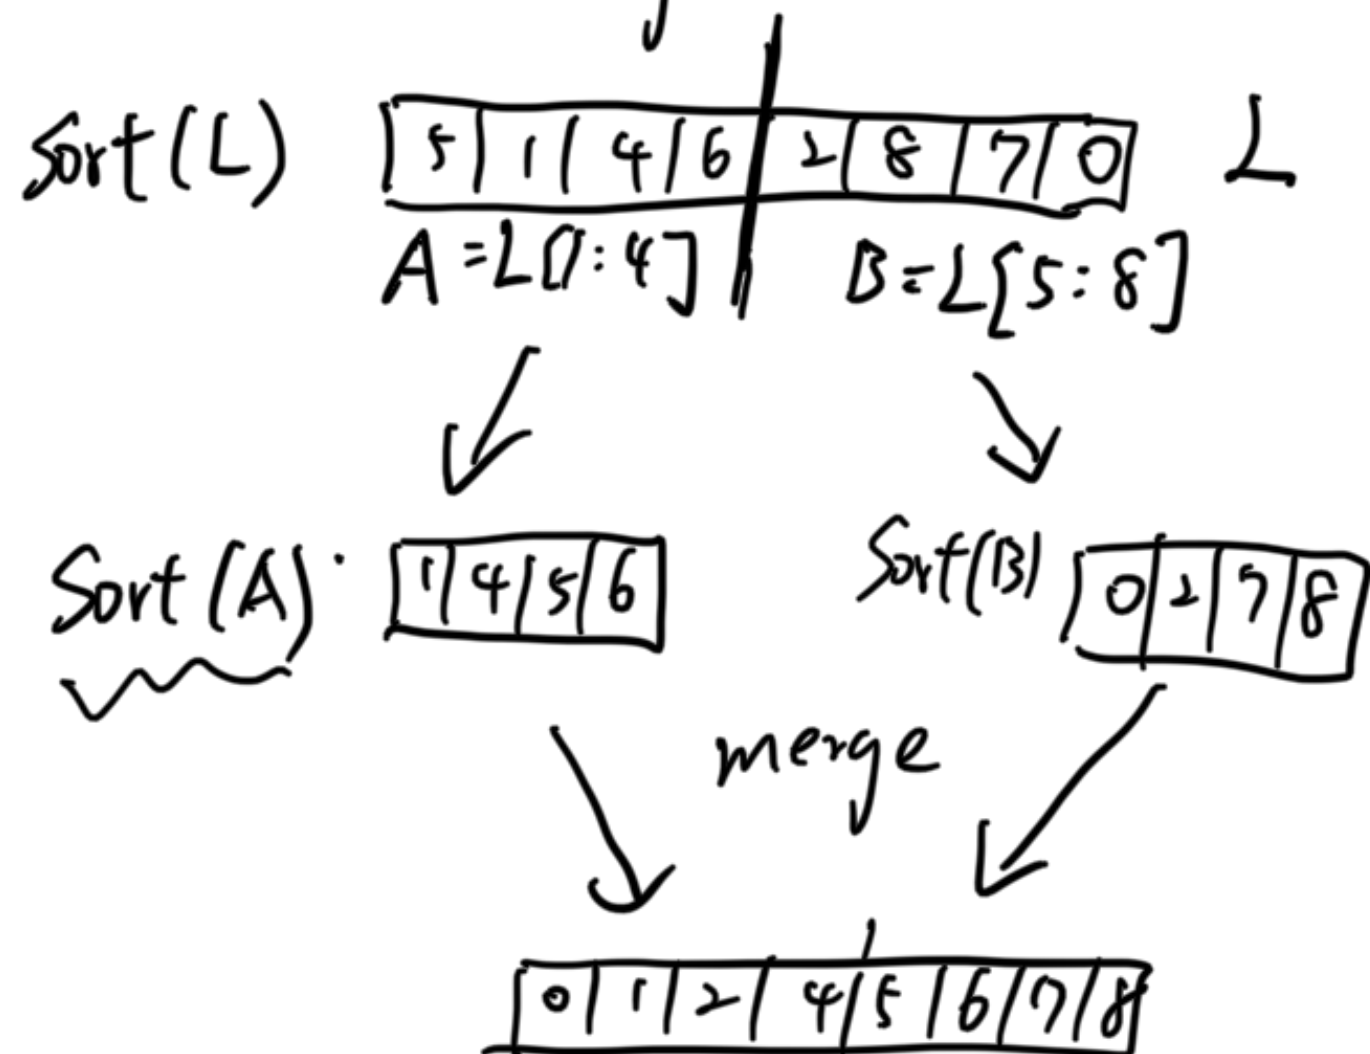 Sort(L) 5 1 4 6 2 8 7 0 L
A=L[1:4] B=L[5:8]
Sort(A) 1 4 5 6 Sort(B) 0 2 7 8
merge
0 1 2 4 5 6 7 8